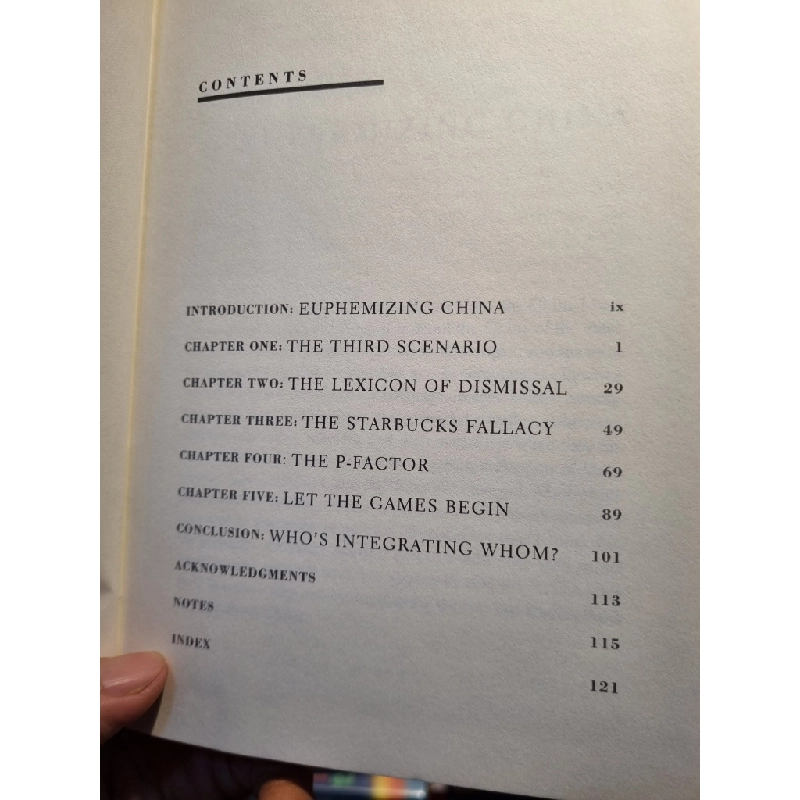 CONTENTS
INTRODUCTION: EUPHEMIZING CHINA ix
CHAPTER ONE: THE THIRD SCENARIO 1
CHAPTER TWO: THE LEXICON OF DISMISSAL 29
CHAPTER THREE: THE STARBUCKS FALLACY 49
CHAPTER FOUR: THE P-FACTOR 69
CHAPTER FIVE: LET THE GAMES BEGIN 89
CONCLUSION: WHO'S INTEGRATING WHOM? 101
ACKNOWLEDGMENTS 113
NOTES 115
INDEX 121